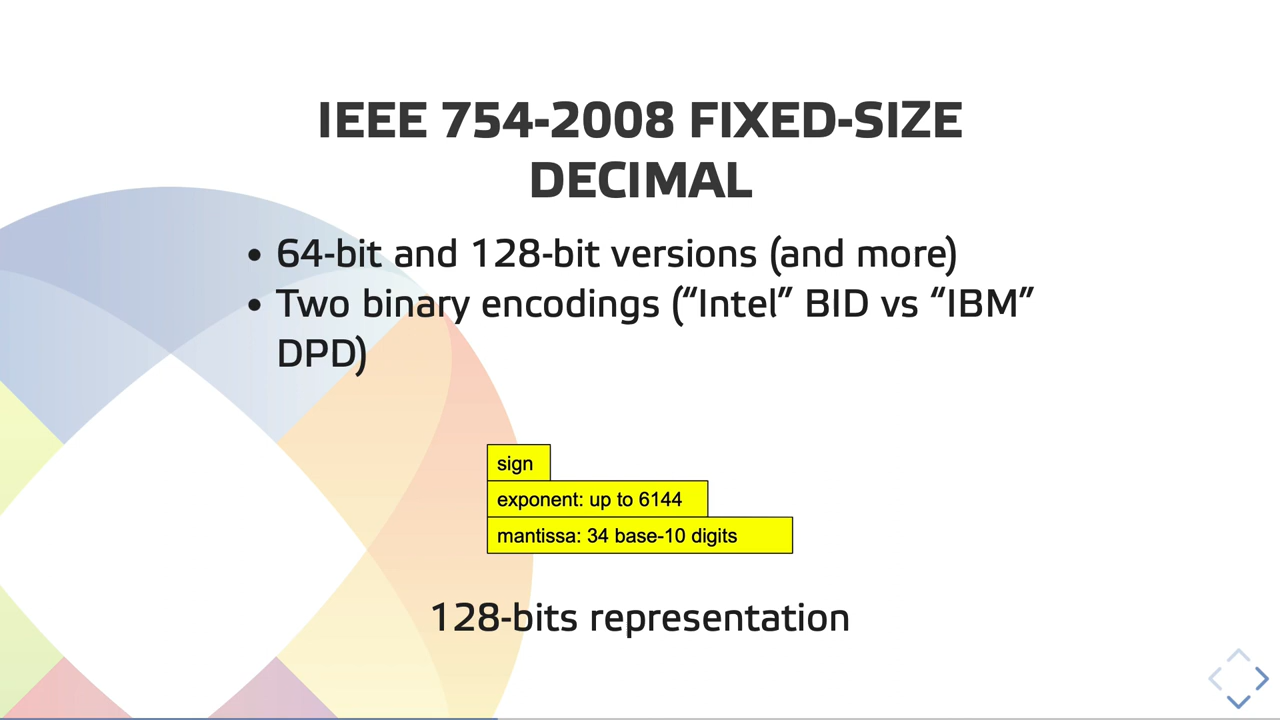 IEEE 754-2008 FIXED-SIZE
DECIMAL
• 64-bit and 128-bit versions (and more)
• Two binary encodings (“Intel” BID vs “IBM”
DPD)
sign
exponent: up to 6144
mantissa: 34 base-10 digits
128-bits representation